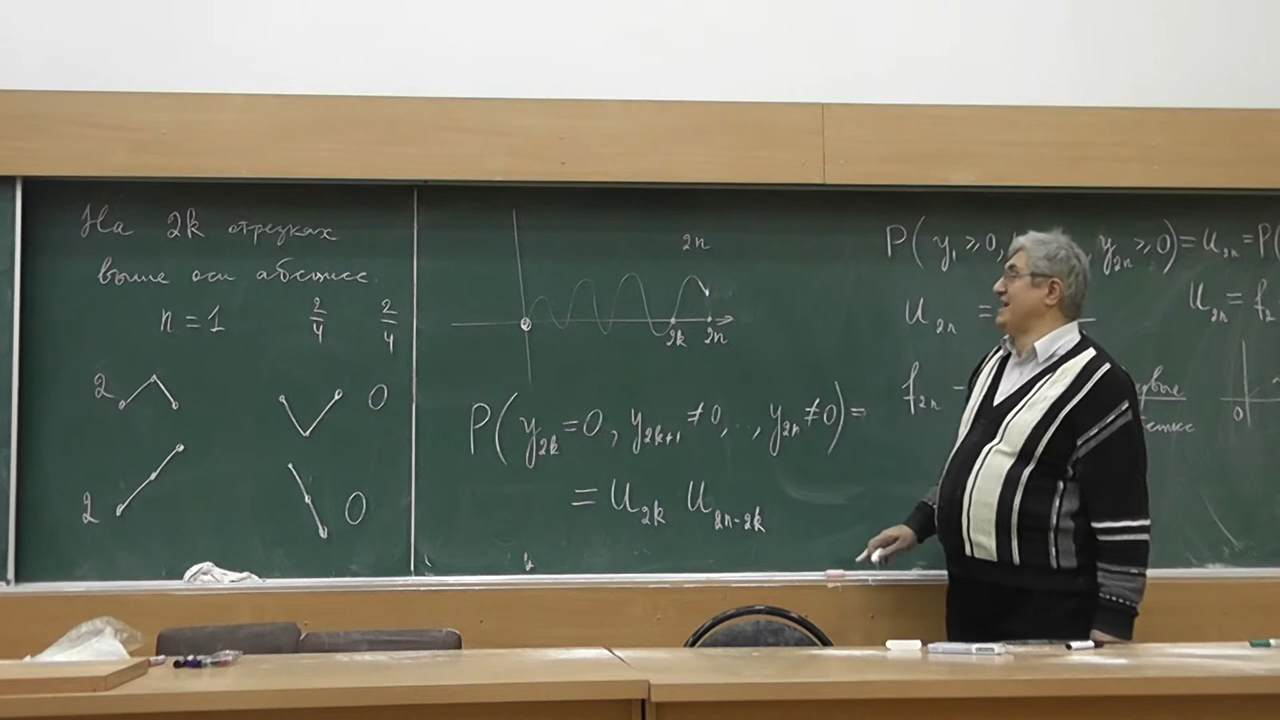 На 2k отрезках
выше оси абсцисс.
n = 1 2/4 2/4
2 0
2 0
2n
2k 2n
P(y_{2k}=0, y_{2k+1}≠0, .., y_{2n}≠0)=
= u_{2k} u_{2n-2k}
P(y_1 ≥ 0, y_{2n} ≥ 0) = u_{2n} = P(
u_{2n} =
u_{2n} = f_2
f_{2n} -
0